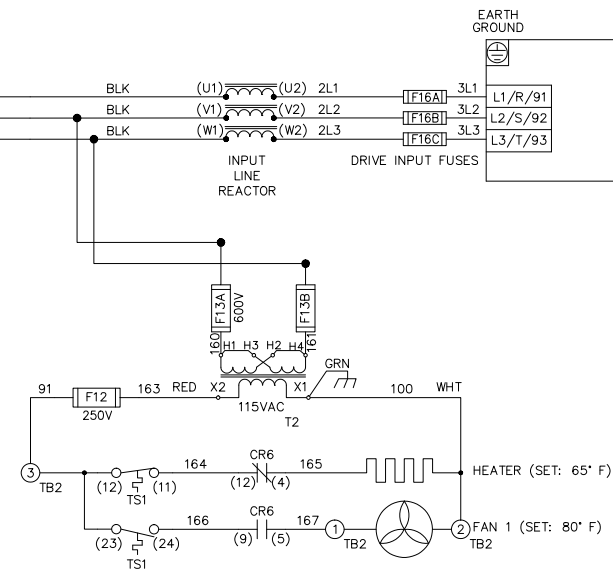 EARTH
GROUND
BLK (U1) (U2) 2L1 F16A 3L1 L1/R/91
BLK (V1) (V2) 2L2 F16B 3L2 L2/S/92
BLK (W1) (W2) 2L3 F16C 3L3 L3/T/93
INPUT
LINE
REACTOR
DRIVE INPUT FUSES
F13A
600V
F13B
160
161
H1 H3 H2 H4
GRN
91 F12 163 RED X2 X1 100 WHT
250V
115VAC
T2
3
TB2
(12) (11)
TS1
164
CR6
(12) (4)
165
HEATER (SET: 65° F)
(23) (24)
TS1
166
CR6
(9) (5)
167
1
TB2
2
TB2
FAN 1 (SET: 80° F)